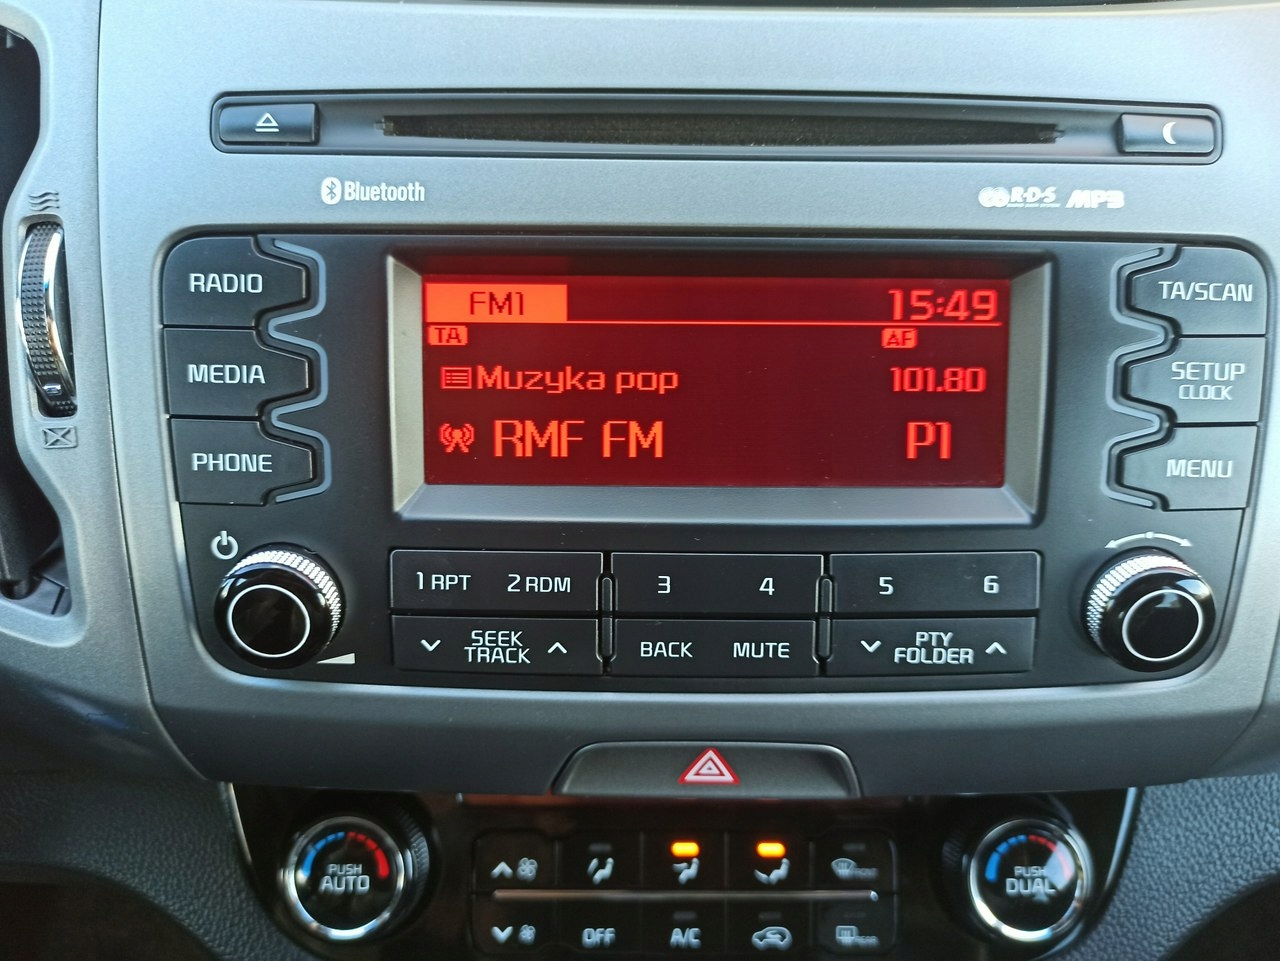 Bluetooth
R·D·S MP3
RADIO
MEDIA
PHONE
FM1 15:49
TA AF
Muzyka pop 101.80
RMF FM P1
TA/SCAN
SETUP
CLOCK
MENU
1 RPT 2 RDM 3 4 5 6
SEEK
TRACK
BACK MUTE
PTY
FOLDER
PUSH
AUTO
FRONT
PUSH
DUAL
OFF A/C REAR